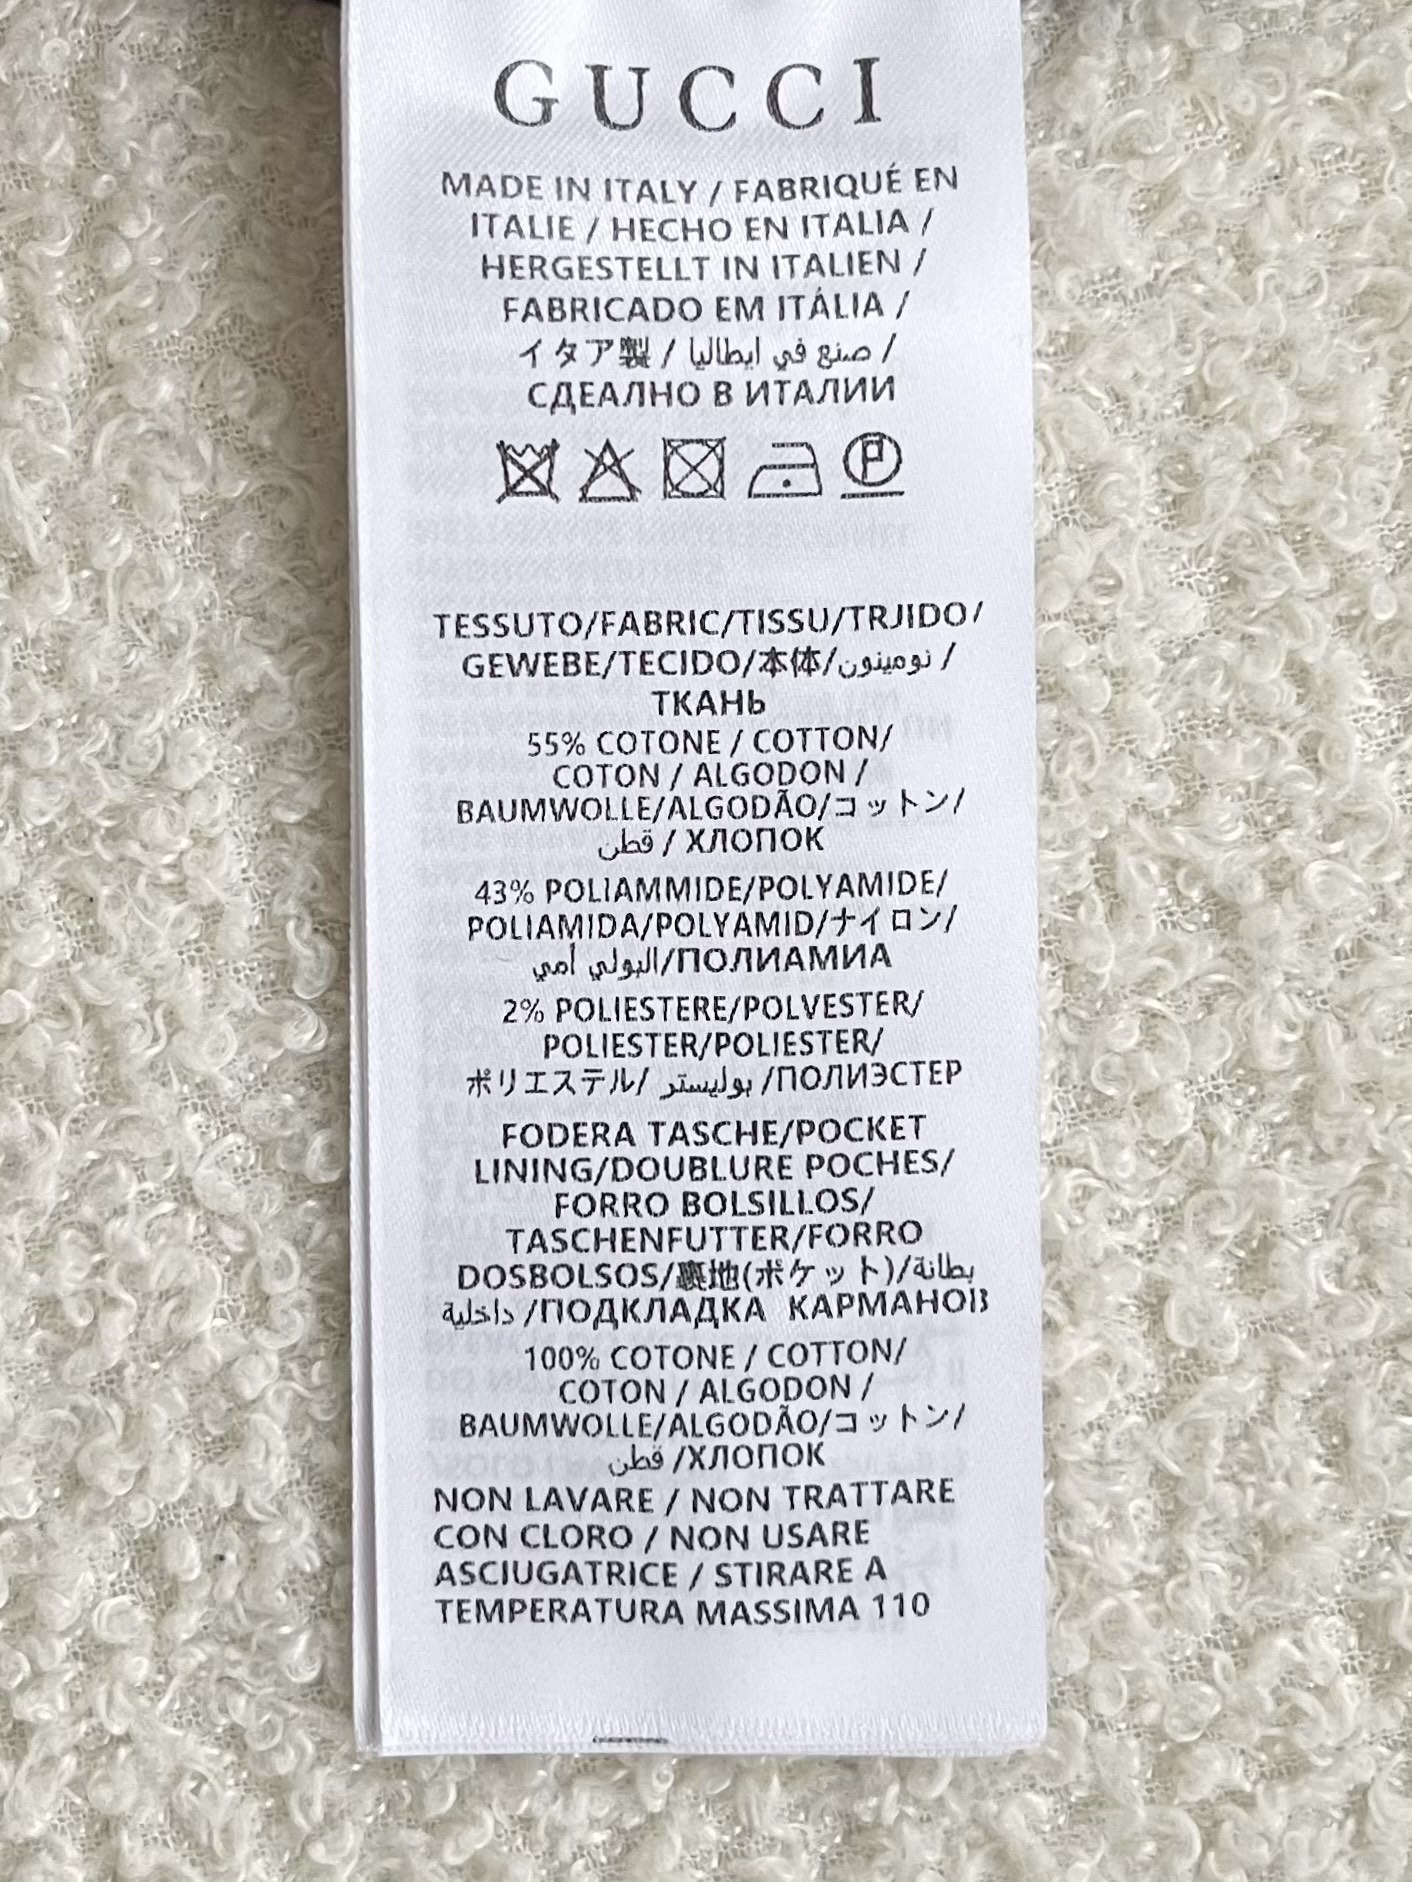 GUCCI
MADE IN ITALY / FABRIQUÉ EN
ITALIE / HECHO EN ITALIA /
HERGESTELLT IN ITALIEN /
FABRICADO EM ITÁLIA /
イタア製 / صنع في ايطاليا /
СДЕАЛНО В ИТАЛИИ
TESSUTO/FABRIC/TISSU/TRJIDO/
GEWEBE/TECIDO/本体/نومينون /
ТКАНЬ
55% COTONE / COTTON/
COTON / ALGODON /
BAUMWOLLE/ALGODÃO/コットン/
قطن / ХЛОПОК
43% POLIAMMIDE/POLYAMIDE/
POLIAMIDA/POLYAMID/ナイロン/
البولي أمي/ПОЛИАМИА
2% POLIESTERE/POLVESTER/
POLIESTER/POLIESTER/
ポリエステル/ بوليستر /ПОЛИЭСТЕР
FODERA TASCHE/POCKET
LINING/DOUBLURE POCHES/
FORRO BOLSILLOS/
TASCHENFUTTER/FORRO
DOSBOLSOS/裏地(ポケット)/بطانة
داخلية /ПОДКЛАДКА КАРМАНОВ
100% COTONE / COTTON/
COTON / ALGODON /
BAUMWOLLE/ALGODÃO/コットン/
قطن /ХЛОПОК
NON LAVARE / NON TRATTARE
CON CLORO / NON USARE
ASCIUGATRICE / STIRARE A
TEMPERATURA MASSIMA 110